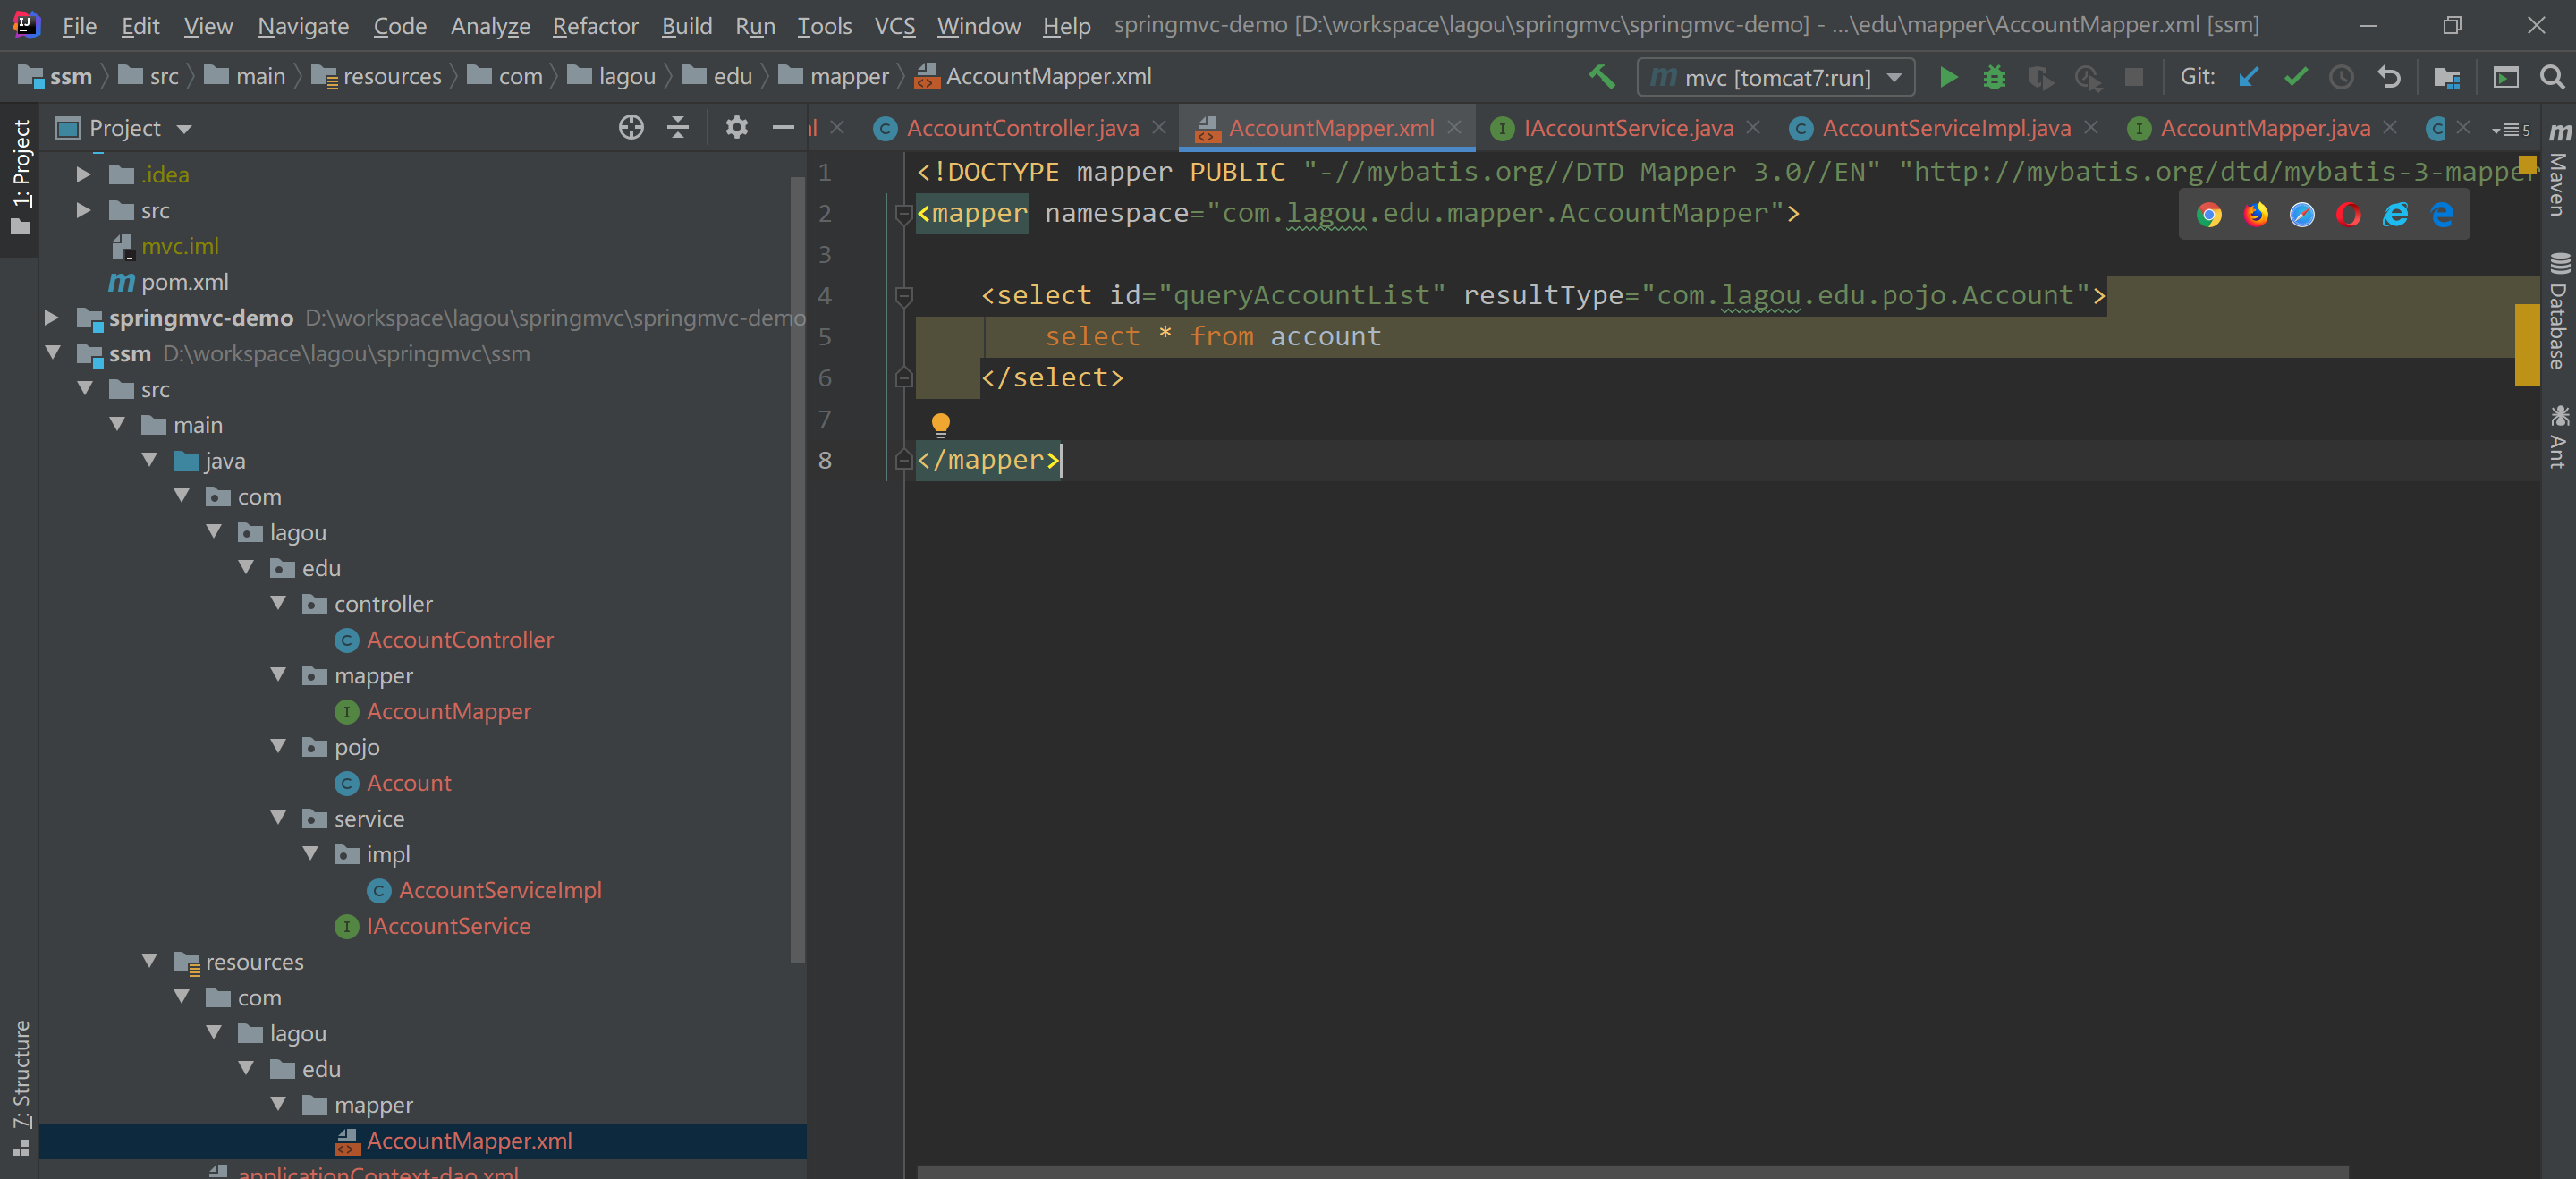 File Edit View Navigate Code Analyze Refactor Build Run Tools VCS Window Help springmvc-demo [D:\workspace\lagou\springmvc\springmvc-demo] - ...\edu\mapper\AccountMapper.xml [ssm]
ssm src main resources com lagou edu mapper AccountMapper.xml mvc [tomcat7:run] Git:
Project
AccountController.java AccountMapper.xml IAccountService.java AccountServiceImpl.java AccountMapper.java 5
1: Project
7: Structure
.idea
src
mvc.iml
pom.xml
springmvc-demo D:\workspace\lagou\springmvc\springmvc-demo
ssm D:\workspace\lagou\springmvc\ssm
src
main
java
com
lagou
edu
controller
AccountController
mapper
AccountMapper
pojo
Account
service
impl
AccountServiceImpl
IAccountService
resources
com
lagou
edu
mapper
AccountMapper.xml
applicationContext-dao.xml
1 <!DOCTYPE mapper PUBLIC "-//mybatis.org//DTD Mapper 3.0//EN" "http://mybatis.org/dtd/mybatis-3-mapper
2 <mapper namespace="com.lagou.edu.mapper.AccountMapper">
3
4 <select id="queryAccountList" resultType="com.lagou.edu.pojo.Account">
5 select * from account
6 </select>
7
8 </mapper>
Maven
Database
Ant